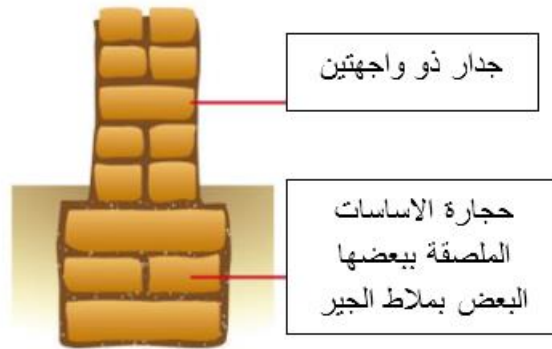 جدار ذو واجهتين
حجارة الاساسات
الملصقة ببعضها
البعض بملاط الجير